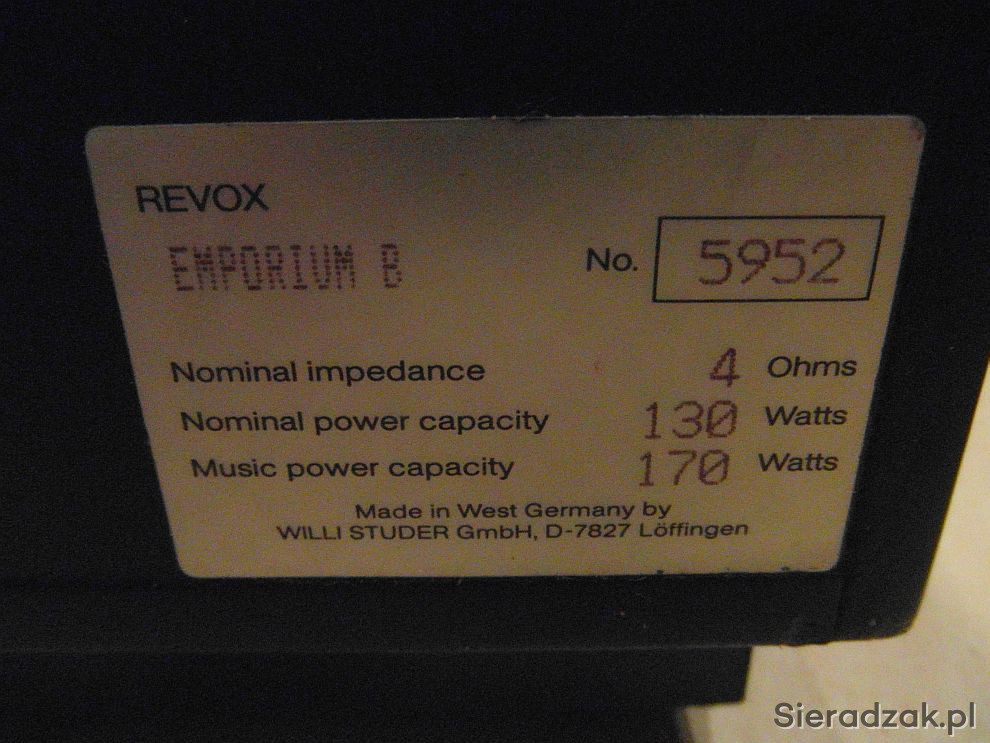 REVOX
EMPORIUM B No. 5952
Nominal impedance 4 Ohms
Nominal power capacity 130 Watts
Music power capacity 170 Watts
Made in West Germany by
WILLI STUDER GmbH, D-7827 Löffingen
Sieradzak.pl